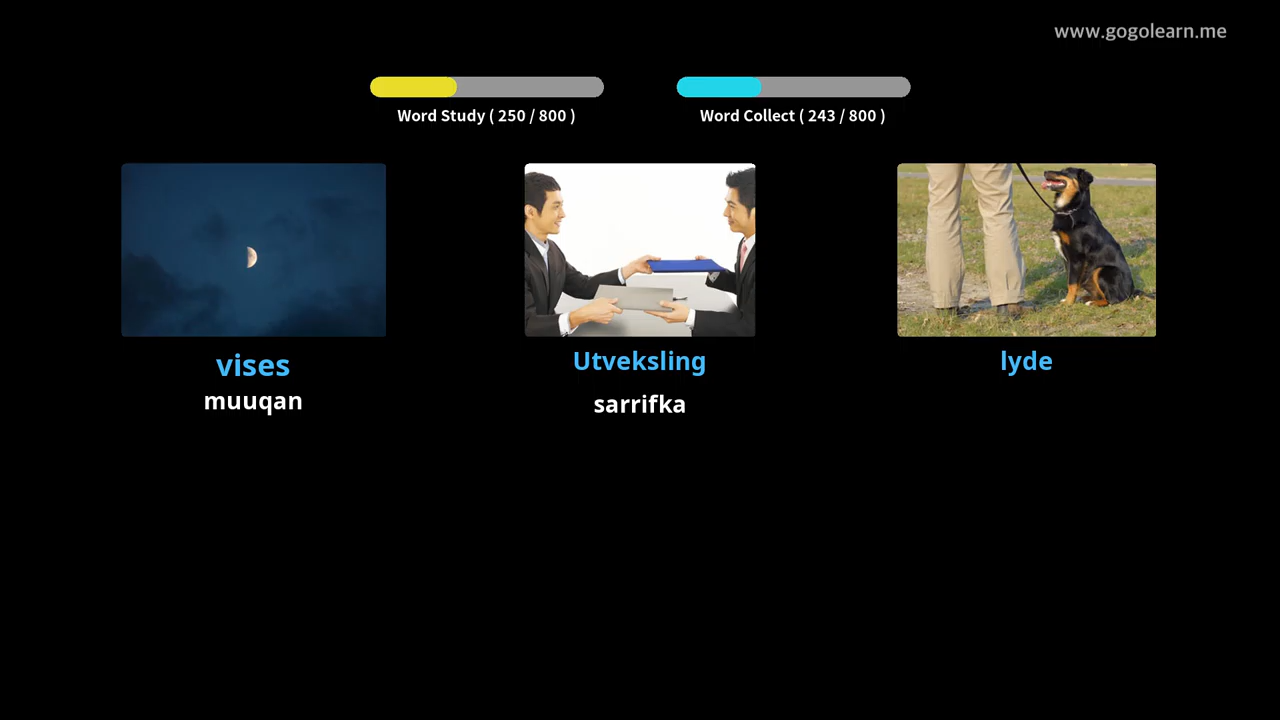 www.gogolearn.me
Word Study ( 250 / 800 )
Word Collect ( 243 / 800 )
vises
muuqan
Utveksling
sarrifka
lyde